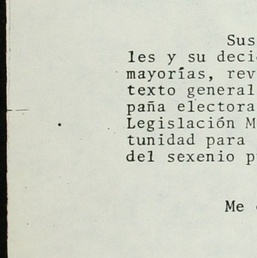 Sus
les y su deci
mayorías, rev
texto general
paña electora
Legislación M
tunidad para
del sexenio p
Me